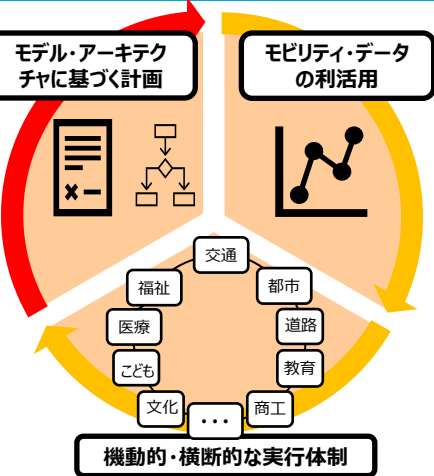 モデル・アーキテク
チャに基づく計画
モビリティ・データ
の利活用
交通
福祉
都市
医療
道路
こども
教育
文化
商工
・・・
機動的・横断的な実行体制